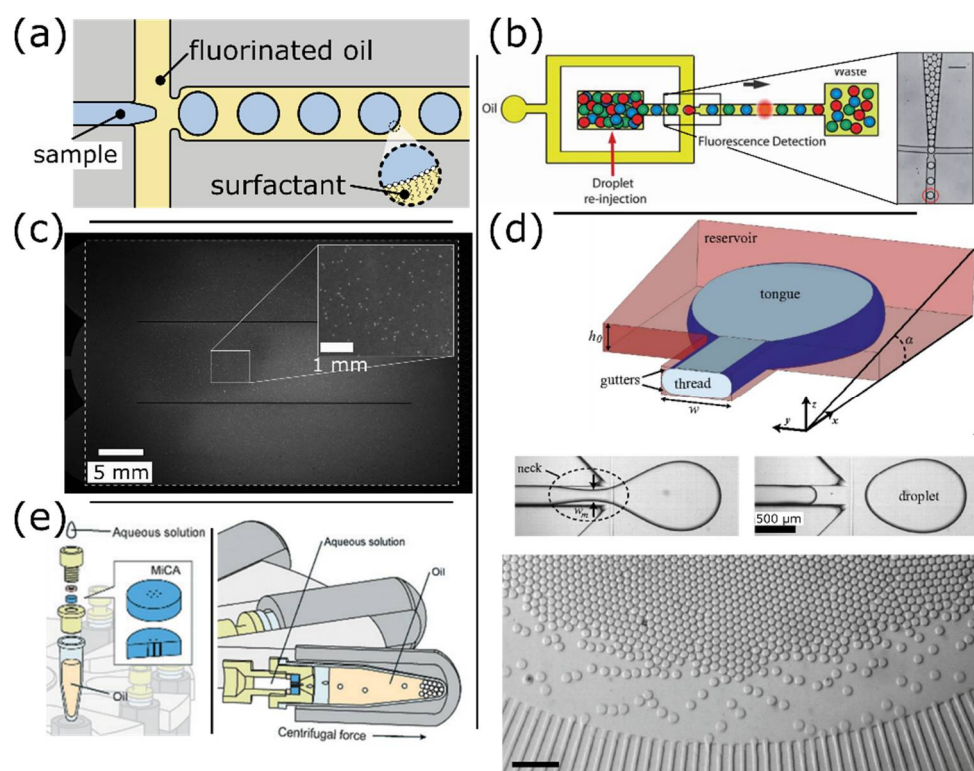 (a)
fluorinated oil
sample
surfactant
(b)
Oil
Waste
Fluorescence Detection
Droplet
re-injection
(c)
1 mm
5 mm
(d)
reservoir
tongue
h0
α
gutters
thread
w
z
y
x
neck
wm
droplet
500 µm
(e)
Aqueous solution
MiCA
Oil
Aqueous solution
Oil
Centrifugal force